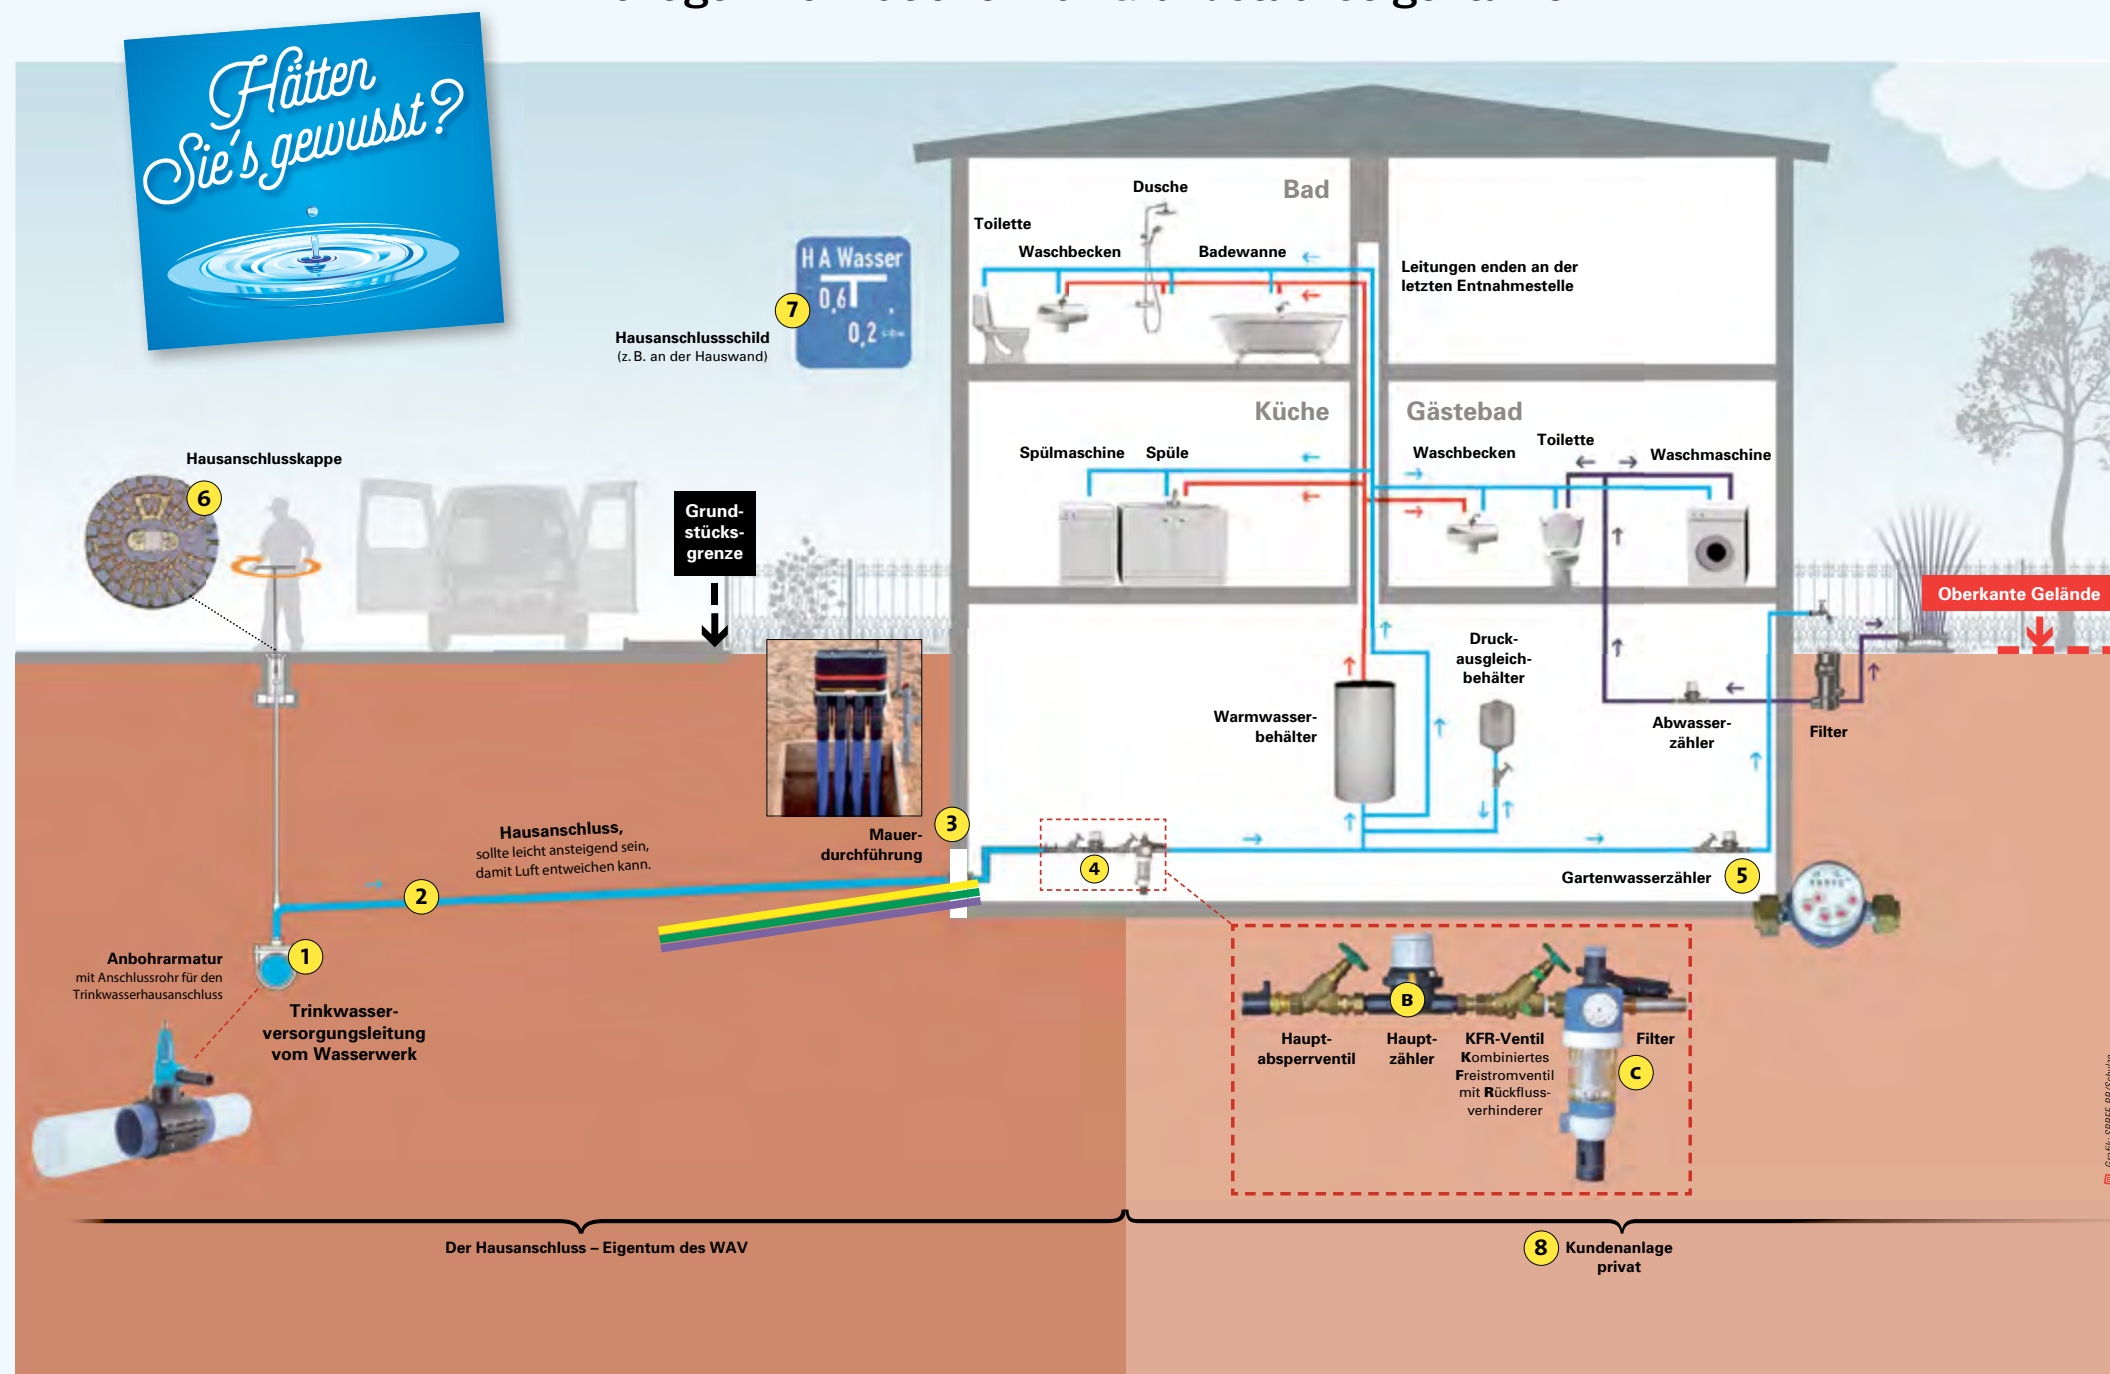 Hätten
Sie's gewusst?
H A Wasser
0,6
0,2
7
Hausanschlussschild
(z. B. an der Hauswand)
Bad
Dusche
Toilette
Waschbecken
Badewanne
Leitungen enden an der
letzten Entnahmestelle
Küche
Spülmaschine
Spüle
Gästebad
Waschbecken
Toilette
Waschmaschine
Hausanschlusskappe
6
Grund-
stücks-
grenze
Oberkante Gelände
Druck-
ausgleich-
behälter
Warmwasser-
behälter
Abwasser-
zähler
Filter
Hausanschluss,
sollte leicht ansteigend sein,
damit Luft entweichen kann.
2
Mauer-
durchführung
3
4
Gartenwasserzähler
5
Anbohrarmatur
mit Anschlussrohr für den
Trinkwasserhausanschluss
1
Trinkwasser-
versorgungsleitung
vom Wasserwerk
B
Haupt-
absperrventil
Haupt-
zähler
KFR-Ventil
Kombiniertes
Freistromventil
mit Rückfluss-
verhinderer
Filter
C
Der Hausanschluss – Eigentum des WAV
8
Kundenanlage
privat